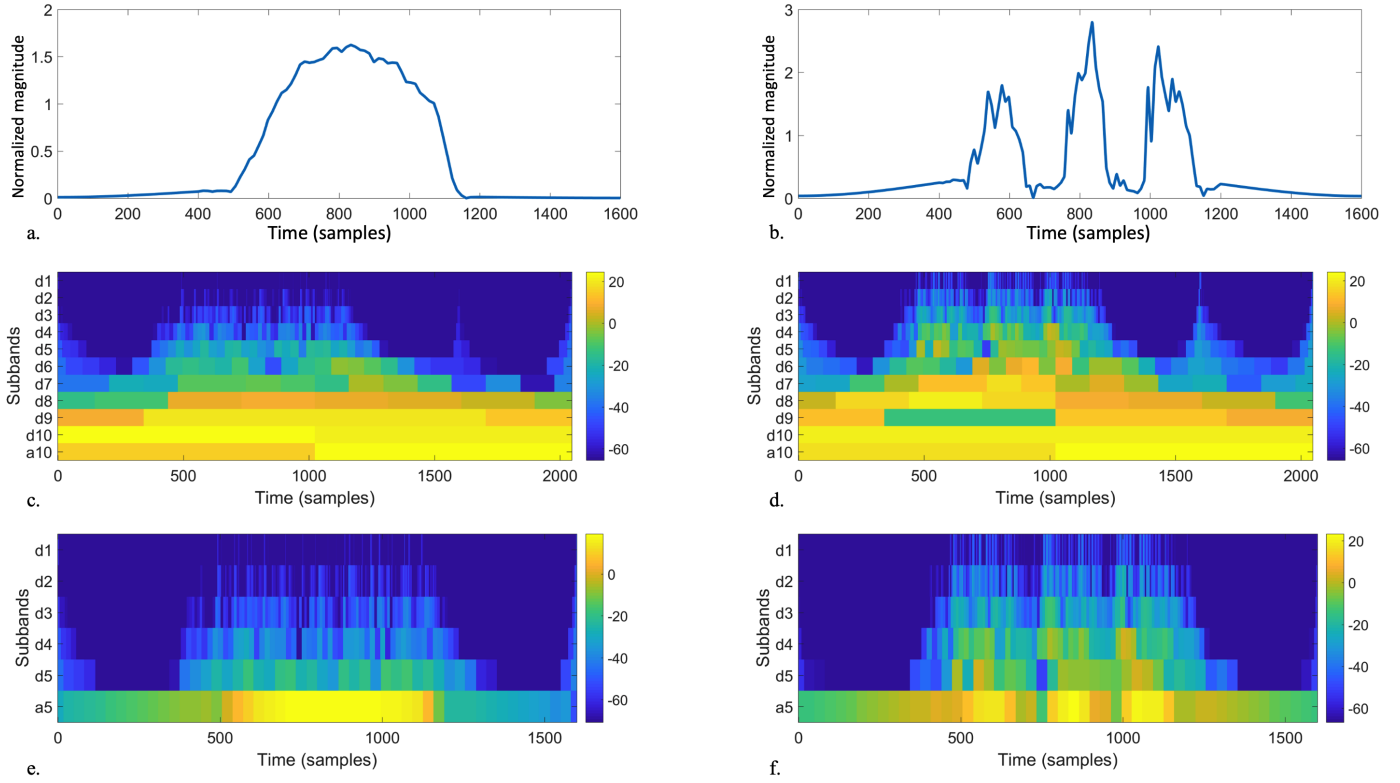 2
1.5
1
0.5
0
Normalized magnitude
0 200 400 600 800 1000 1200 1400 1600
Time (samples)
a.
3
2
1
0
Normalized magnitude
0 200 400 600 800 1000 1200 1400 1600
Time (samples)
b.
d1
d2
d3
d4
d5
d6
d7
d8
d9
d10
a10
Subbands
0 500 1000 1500 2000
Time (samples)
20
0
-20
-40
-60
c.
d1
d2
d3
d4
d5
d6
d7
d8
d9
d10
a10
Subbands
0 500 1000 1500 2000
Time (samples)
20
0
-20
-40
-60
d.
d1
d2
d3
d4
d5
a5
Subbands
0 500 1000 1500
Time (samples)
0
-20
-40
-60
e.
d1
d2
d3
d4
d5
a5
Subbands
0 500 1000 1500
Time (samples)
20
0
-20
-40
-60
f.